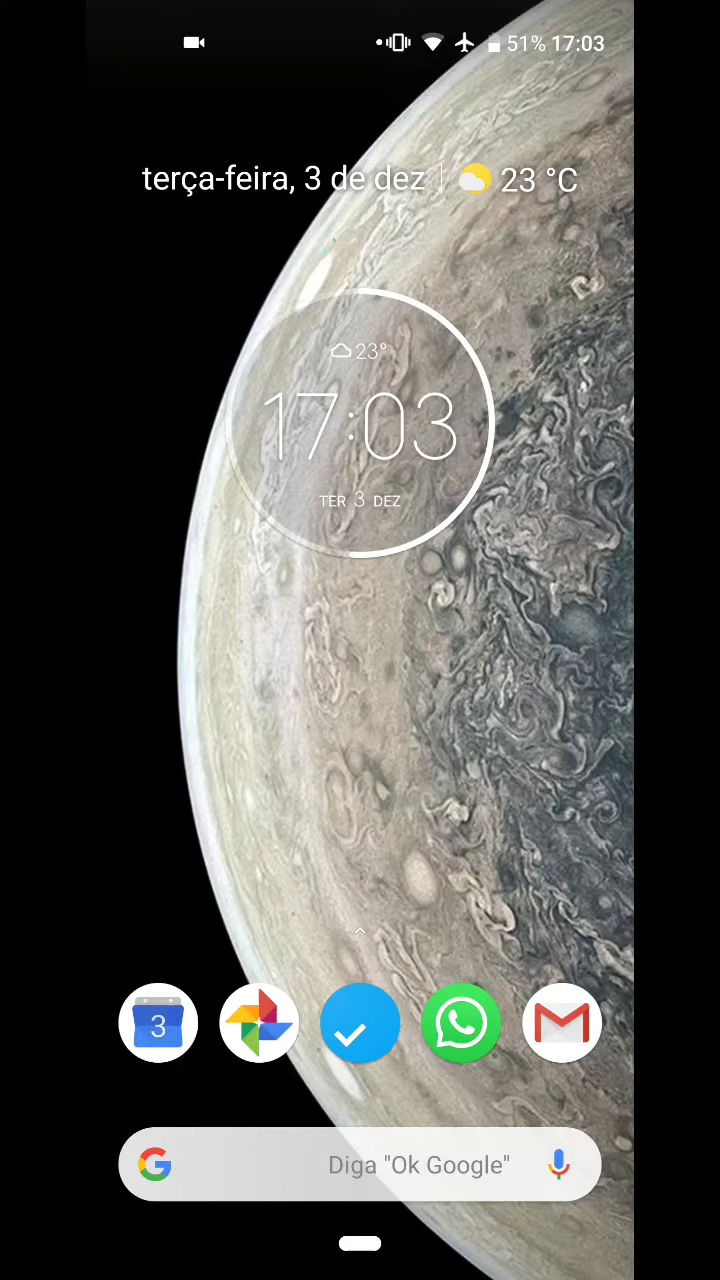 51% 17:03
terça-feira, 3 de dez | 23 °C
23°
17:03
TER 3 DEZ
3
G Diga "Ok Google"